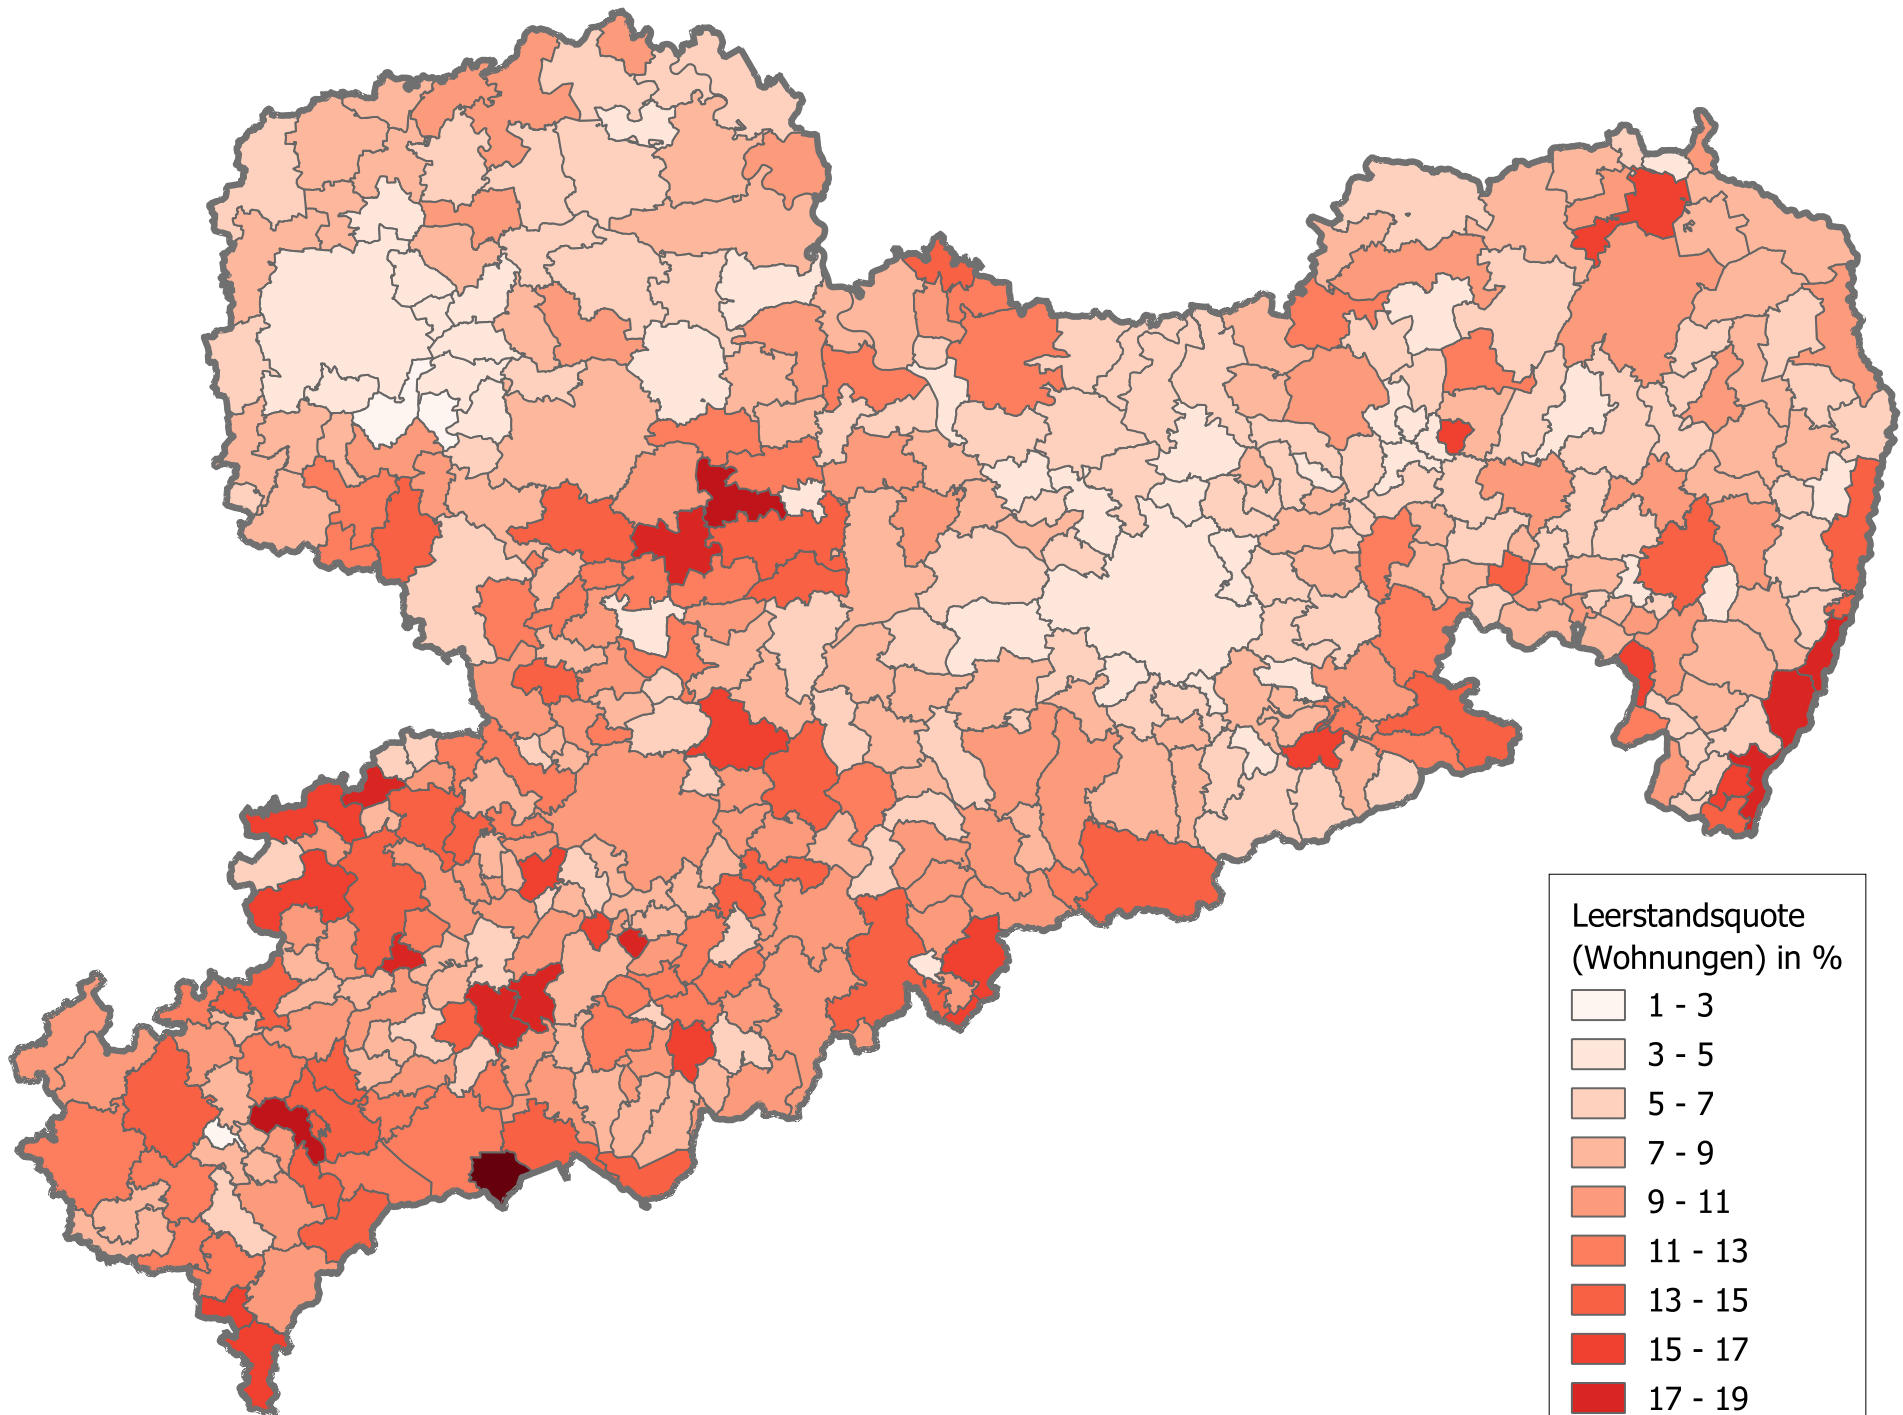 Leerstandsquote
(Wohnungen) in %
1 - 3
3 - 5
5 - 7
7 - 9
9 - 11
11 - 13
13 - 15
15 - 17
17 - 19